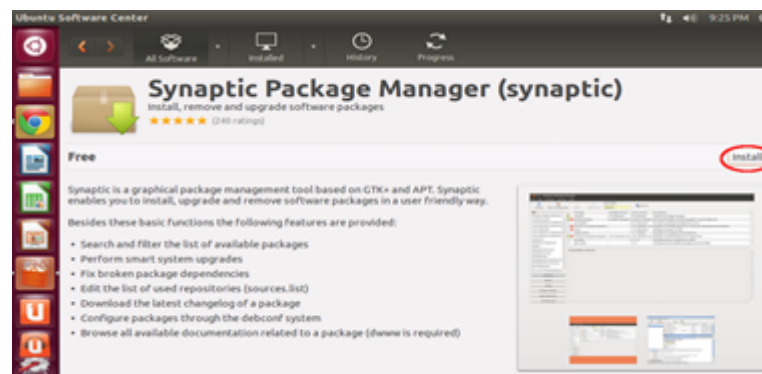 Ubuntu Software Center
9:25 PM
All Software
Installed
History
Progress
Synaptic Package Manager (synaptic)
Install, remove and upgrade software packages
(240 ratings)
Free
Install
Synaptic is a graphical package management tool based on GTK+ and APT. Synaptic
enables you to install, upgrade and remove software packages in a user friendly way.
Besides these basic functions the following features are provided:
• Search and filter the list of available packages
• Perform smart system upgrades
• Fix broken package dependencies
• Edit the list of used repositories (sources.list)
• Download the latest changelog of a package
• Configure packages through the debconf system
• Browse all available documentation related to a package (dwww is required)